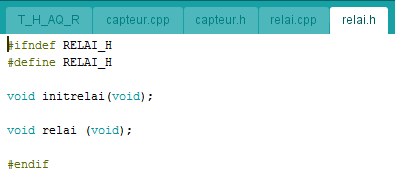 T_H_AQ_R capteur.cpp capteur.h relai.cpp relai.h
#ifndef RELAI_H
#define RELAI_H
void initrelai(void);
void relai (void);
#endif